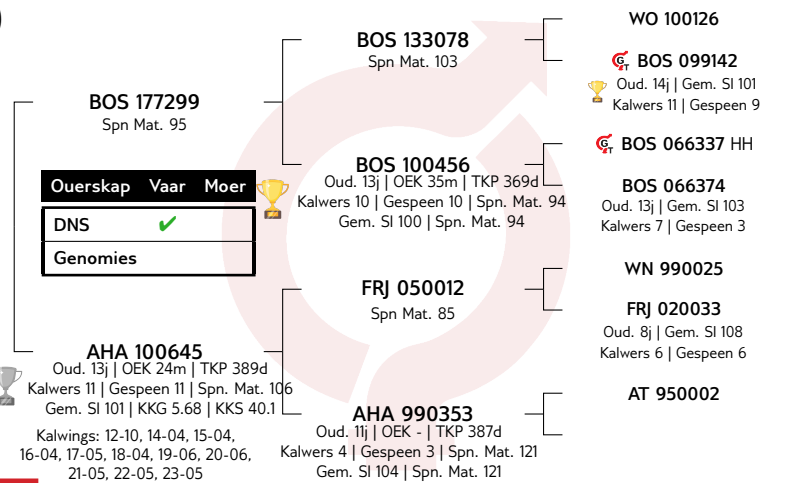 BOS 177299
Spn Mat. 95
Ouerskap Vaar Moer
DNS ✔
Genomies
AHA 100645
Oud. 13j | OEK 24m | TKP 389d
Kalwers 11 | Gespeen 11 | Spn. Mat. 106
Gem. SI 101 | KKG 5.68 | KKS 40.1
Kalwings: 12-10, 14-04, 15-04,
16-04, 17-05, 18-04, 19-06, 20-06,
21-05, 22-05, 23-05
BOS 133078
Spn Mat. 103
BOS 100456
Oud. 13j | OEK 35m | TKP 369d
Kalwers 10 | Gespeen 10 | Spn. Mat. 94
Gem. SI 100 | Spn. Mat. 94
FRJ 050012
Spn Mat. 85
AHA 990353
Oud. 11j | OEK - | TKP 387d
Kalwers 4 | Gespeen 3 | Spn. Mat. 121
Gem. SI 104 | Spn. Mat. 121
WO 100126
GT BOS 099142
Oud. 14j | Gem. SI 101
Kalwers 11 | Gespeen 9
GT BOS 066337 HH
BOS 066374
Oud. 13j | Gem. SI 103
Kalwers 7 | Gespeen 3
WN 990025
FRJ 020033
Oud. 8j | Gem. SI 108
Kalwers 6 | Gespeen 6
AT 950002